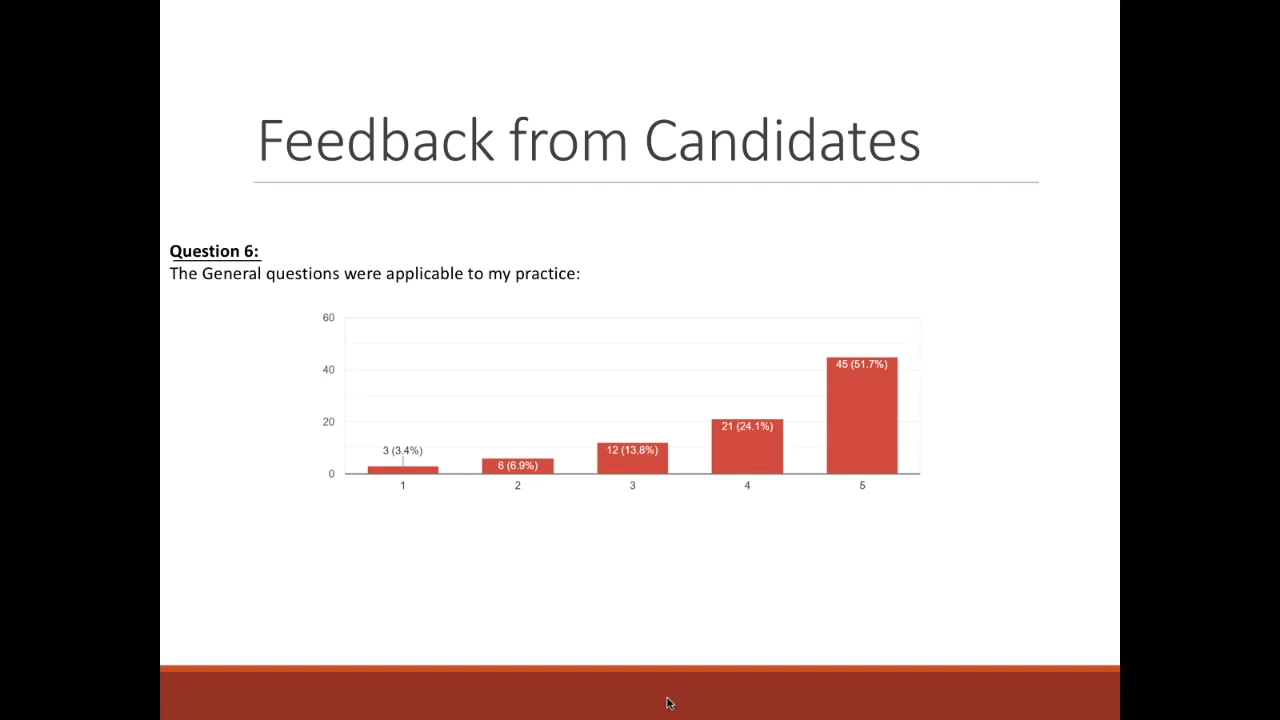 Feedback from Candidates
Question 6:
The General questions were applicable to my practice:
60
40
20
0
3 (3.4%)
6 (6.9%)
12 (13.8%)
21 (24.1%)
45 (51.7%)
1 2 3 4 5